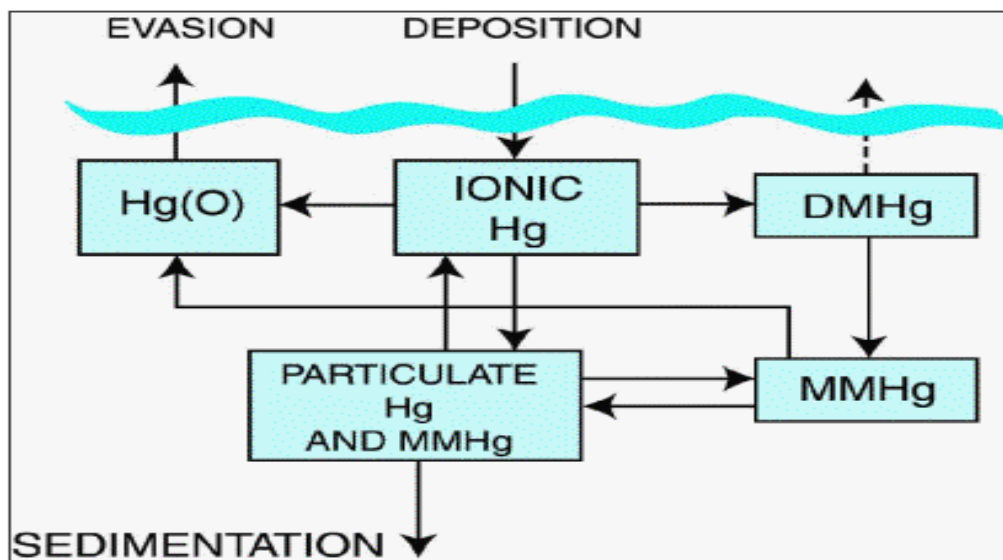 EVASION
DEPOSITION
Hg(O)
IONIC
Hg
DMHg
PARTICULATE
Hg
AND MMHg
MMHg
SEDIMENTATION